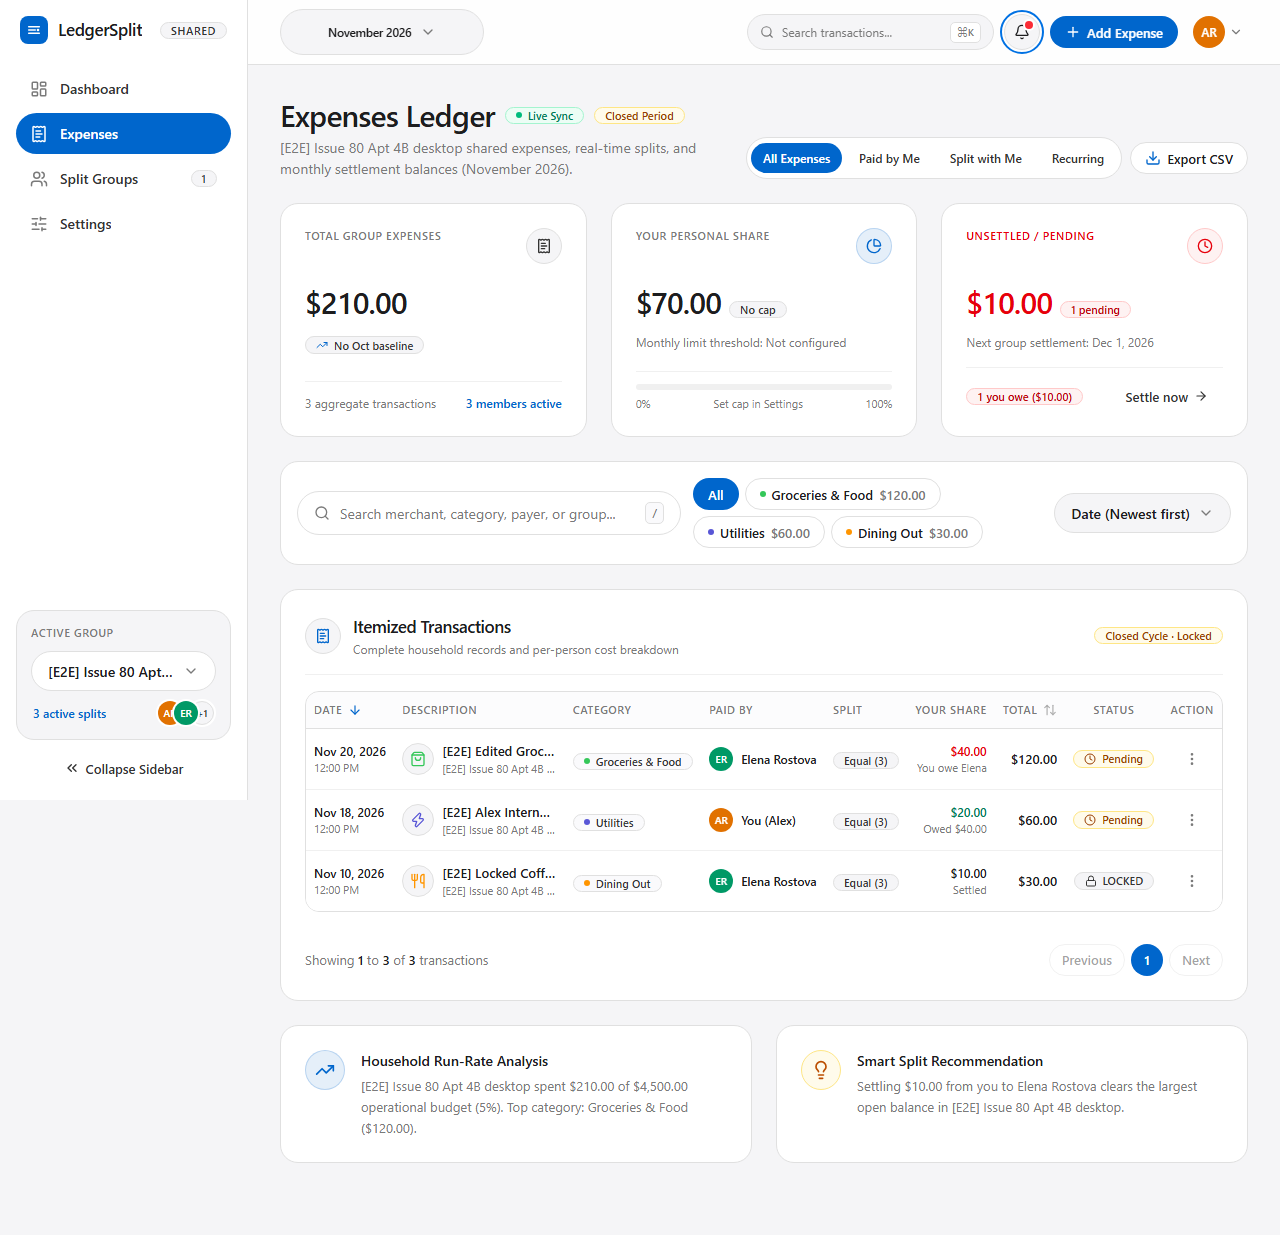 LedgerSplit SHARED
Dashboard
Expenses
Split Groups 1
Settings
ACTIVE GROUP
[E2E] Issue 80 Apt...
3 active splits ER +1
Collapse Sidebar
November 2026
Search transactions... ⌘K
Add Expense
AR
Expenses Ledger Live Sync Closed Period
[E2E] Issue 80 Apt 4B desktop shared expenses, real-time splits, and
monthly settlement balances (November 2026).
All Expenses Paid by Me Split with Me Recurring
Export CSV
TOTAL GROUP EXPENSES
$210.00
No Oct baseline
3 aggregate transactions 3 members active
YOUR PERSONAL SHARE
$70.00 No cap
Monthly limit threshold: Not configured
0% Set cap in Settings 100%
UNSETTLED / PENDING
$10.00 1 pending
Next group settlement: Dec 1, 2026
1 you owe ($10.00) Settle now
Search merchant, category, payer, or group... /
All Groceries & Food $120.00
Utilities $60.00 Dining Out $30.00
Date (Newest first)
Itemized Transactions
Complete household records and per-person cost breakdown
Closed Cycle · Locked
DATE DESCRIPTION CATEGORY PAID BY SPLIT YOUR SHARE TOTAL STATUS ACTION
Nov 20, 2026 [E2E] Edited Groc... Groceries & Food ER Elena Rostova Equal (3) $40.00 $120.00 Pending
12:00 PM [E2E] Issue 80 Apt 4B ... You owe Elena
Nov 18, 2026 [E2E] Alex Intern... Utilities AR You (Alex) Equal (3) $20.00 $60.00 Pending
12:00 PM [E2E] Issue 80 Apt 4B ... Owed $40.00
Nov 10, 2026 [E2E] Locked Coff... Dining Out ER Elena Rostova Equal (3) $10.00 $30.00 LOCKED
12:00 PM [E2E] Issue 80 Apt 4B ... Settled
Showing 1 to 3 of 3 transactions
Previous 1 Next
Household Run-Rate Analysis
[E2E] Issue 80 Apt 4B desktop spent $210.00 of $4,500.00
operational budget (5%). Top category: Groceries & Food
($120.00).
Smart Split Recommendation
Settling $10.00 from you to Elena Rostova clears the largest
open balance in [E2E] Issue 80 Apt 4B desktop.